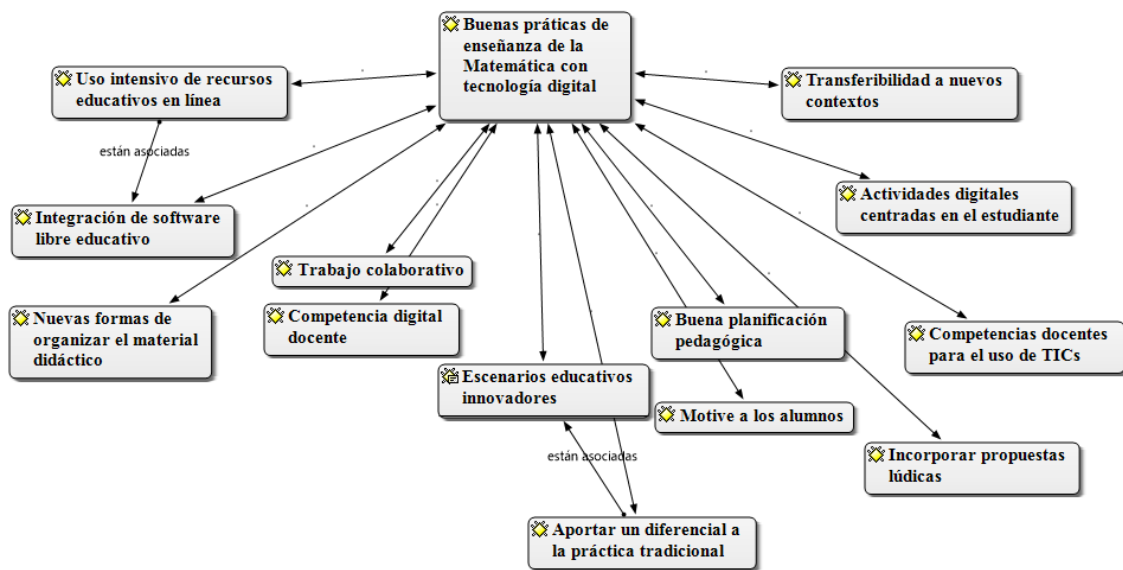 Buenas práticas de
enseñanza de la
Matemática con
tecnología digital
Uso intensivo de recursos
educativos en línea
Transferibilidad a nuevos
contextos
están asociadas
Integración de software
libre educativo
Actividades digitales
centradas en el estudiante
Trabajo colaborativo
Nuevas formas de
organizar el material
didáctico
Competencia digital
docente
Buena planificación
pedagógica
Competencias docentes
para el uso de TICs
Escenarios educativos
innovadores
Motive a los alumnos
Incorporar propuestas
lúdicas
están asociadas
Aportar un diferencial a
la práctica tradicional